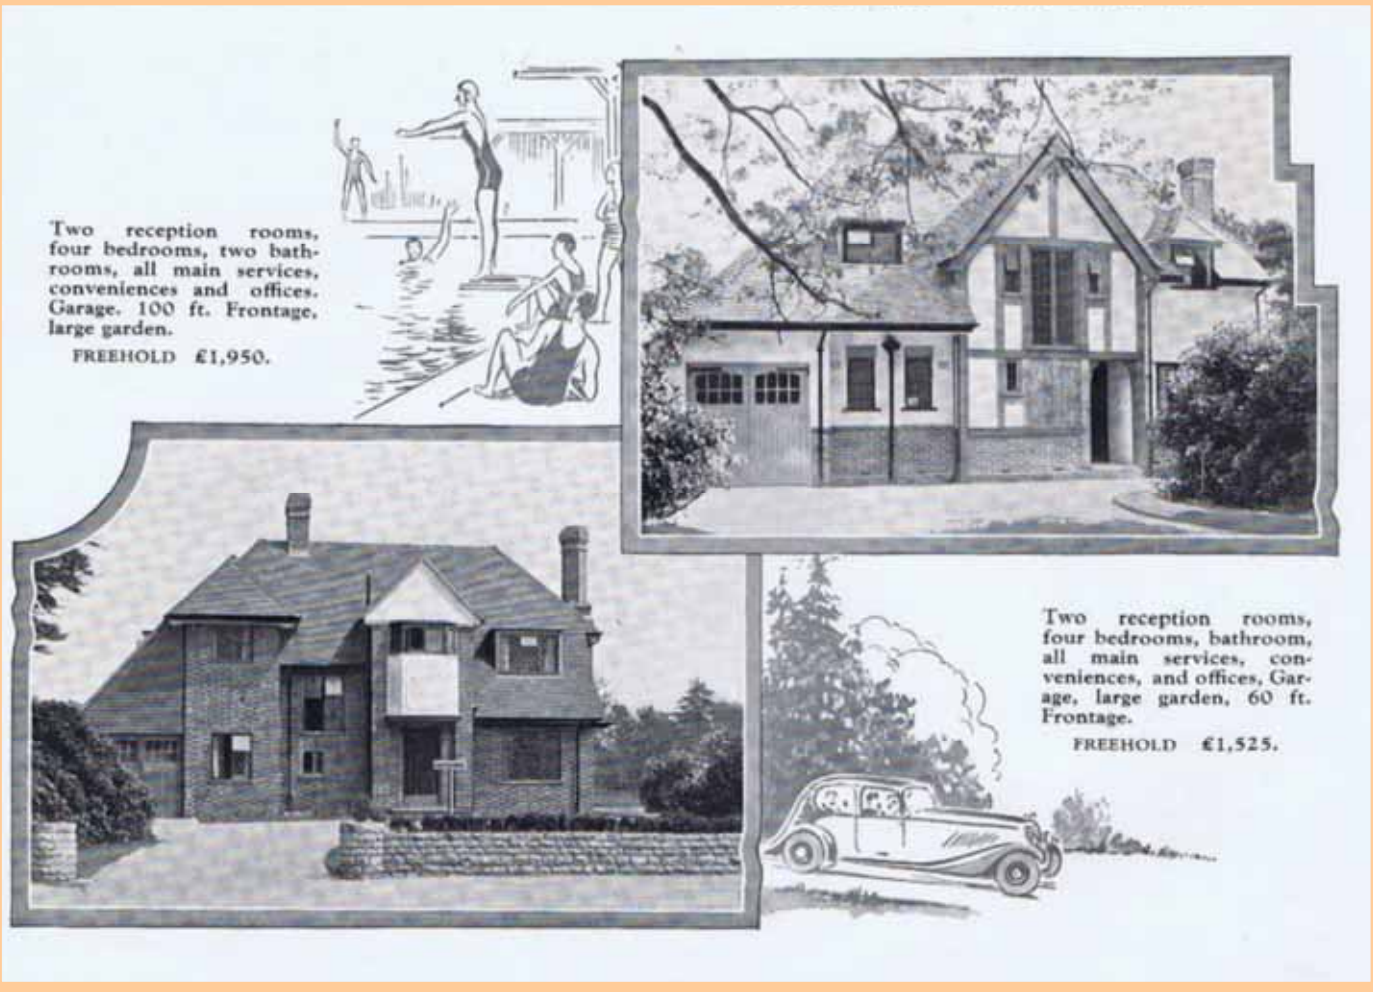 Two reception rooms,
four bedrooms, two bath-
rooms, all main services,
conveniences and offices.
Garage. 100 ft. Frontage,
large garden.
FREEHOLD £1,950.
Two reception rooms,
four bedrooms, bathroom,
all main services, con-
veniences, and offices, Gar-
age, large garden, 60 ft.
Frontage.
FREEHOLD £1,525.